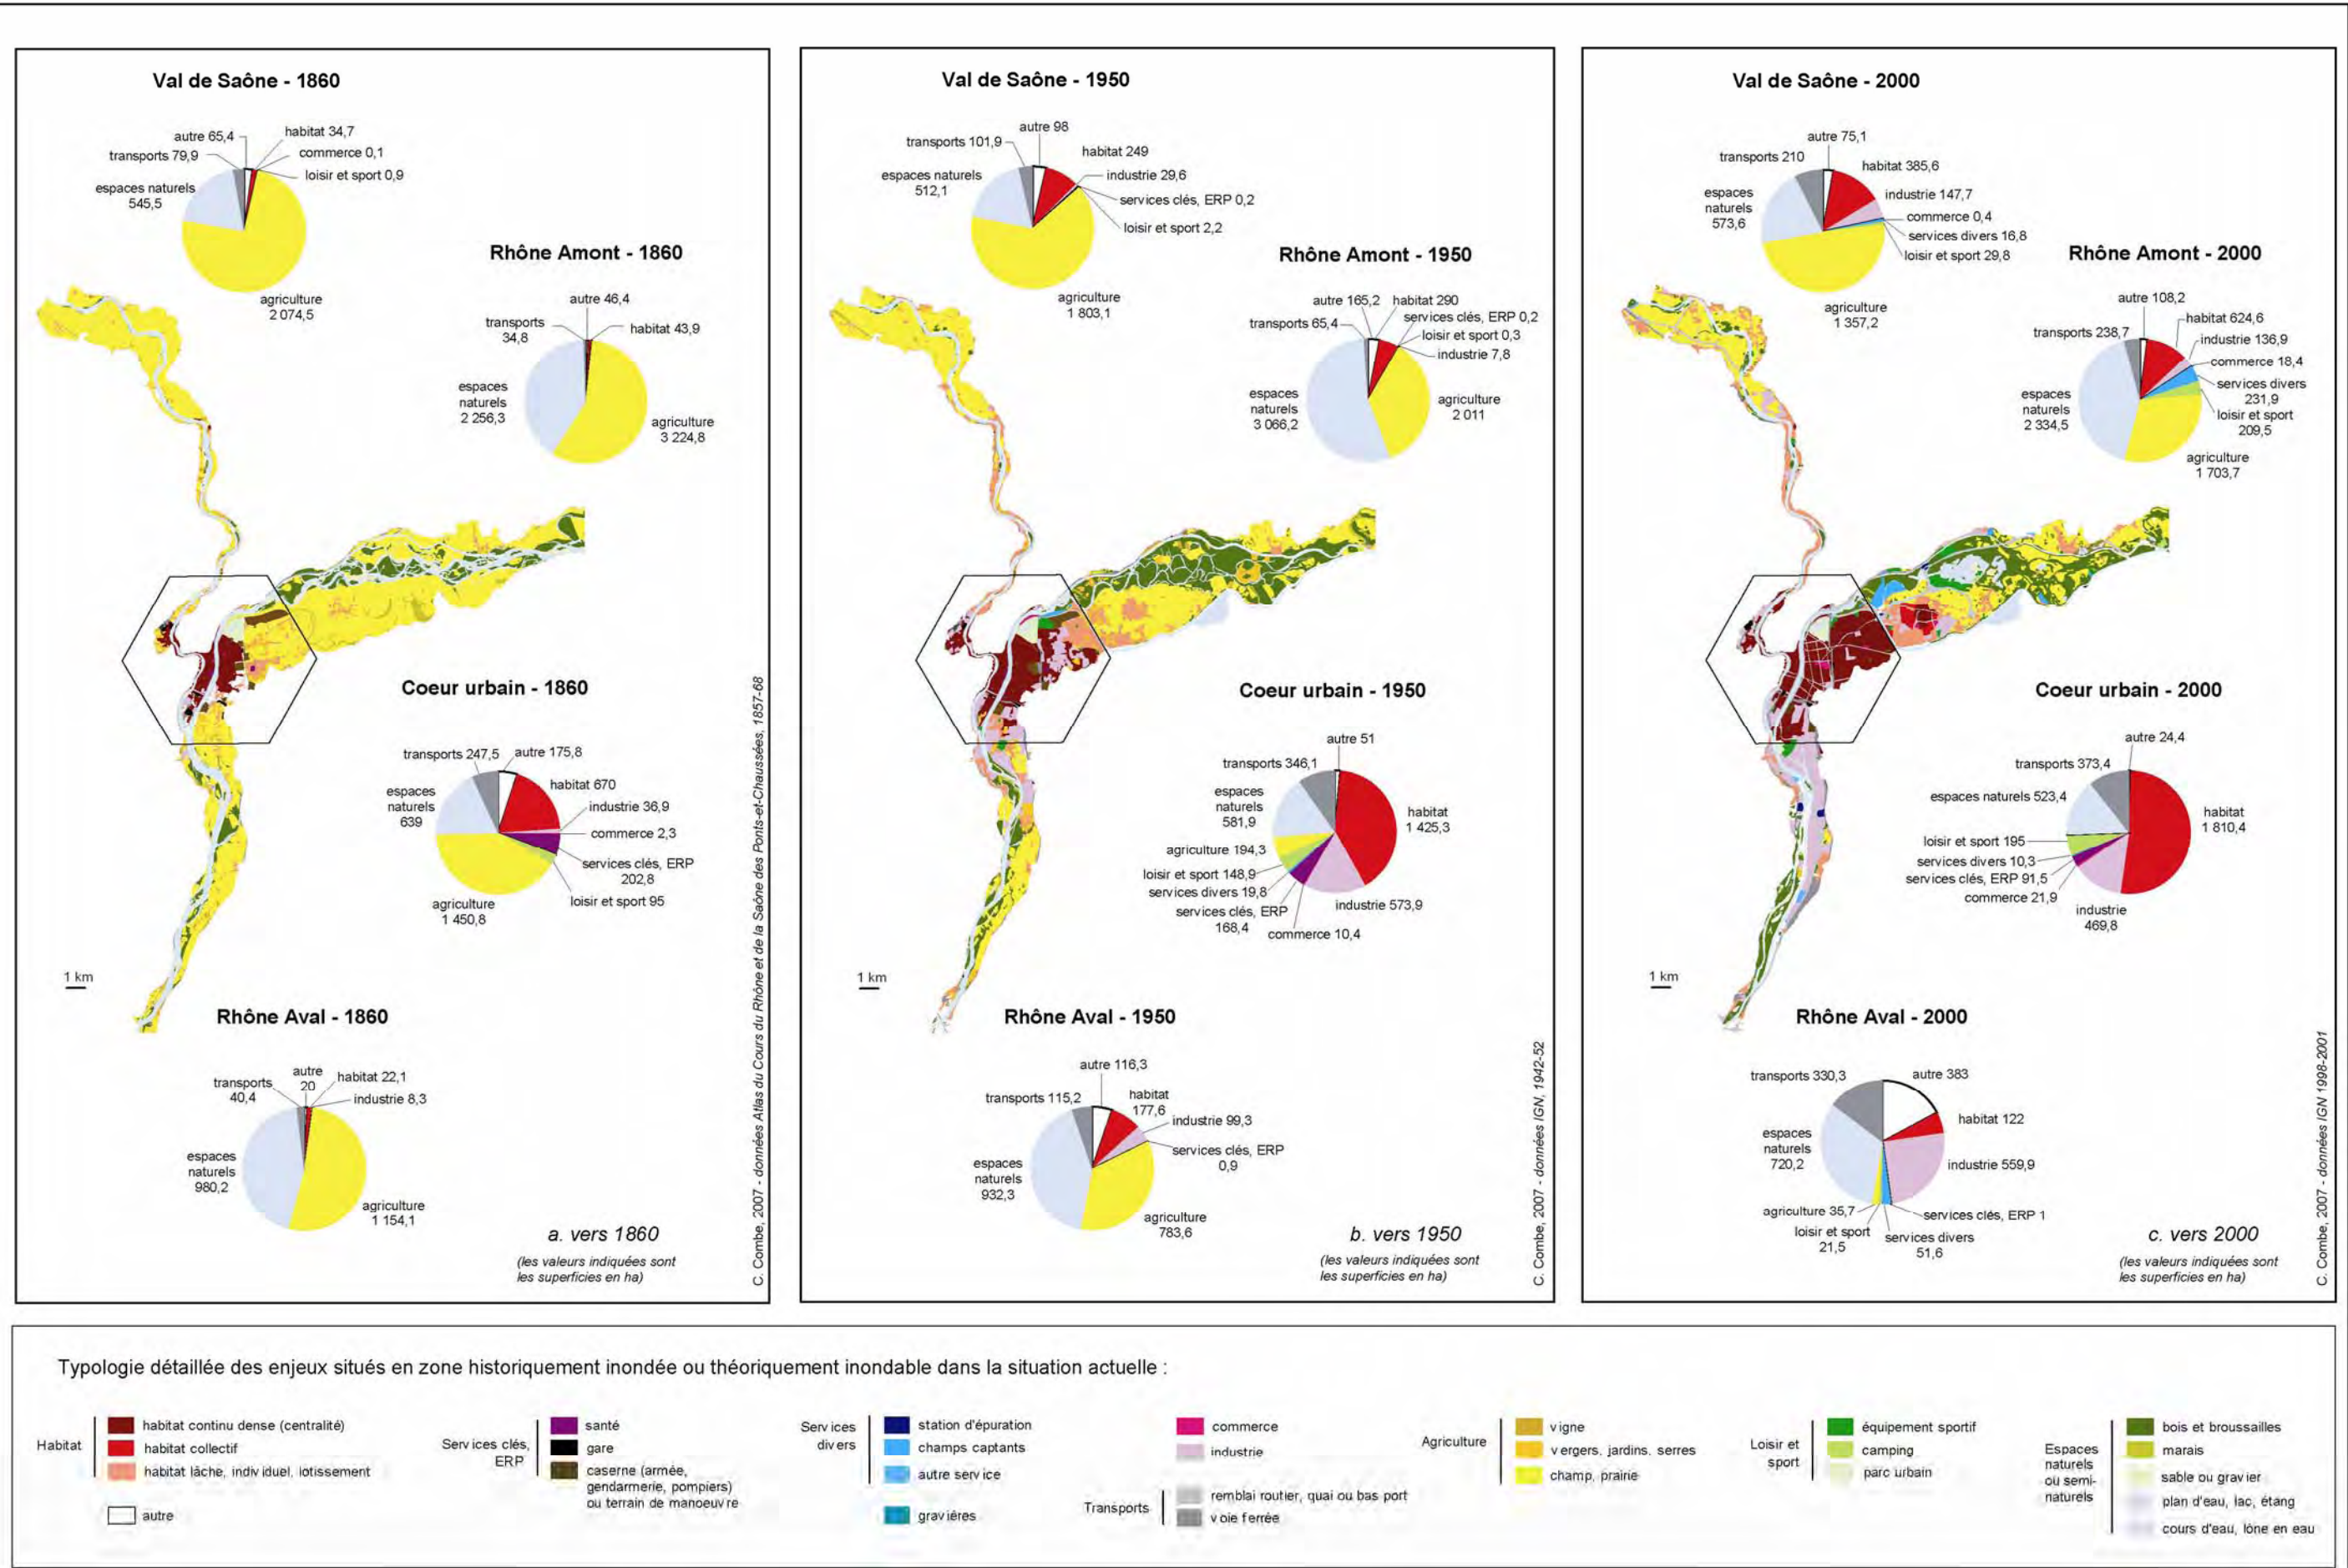 Val de Saône - 1860
autre 65,4
habitat 34,7
transports 79,9
commerce 0,1
loisir et sport 0,9
espaces naturels
545,5
agriculture
2 074,5
Rhône Amont - 1860
autre 46,4
transports
34,8
habitat 43,9
espaces
naturels
2 256,3
agriculture
3 224,8
Coeur urbain - 1860
transports 247,5
autre 175,8
habitat 670
espaces
naturels
639
industrie 36,9
commerce 2,3
services clés, ERP
202,8
loisir et sport 95
agriculture
1 450,8
1 km
Rhône Aval - 1860
autre
20
habitat 22,1
transports
40,4
industrie 8,3
espaces
naturels
980,2
agriculture
1 154,1
a. vers 1860
(les valeurs indiquées sont
les superficies en ha)
C. Combe, 2007 - données Atlas du Cours du Rhône et de la Saône des Ponts-et-Chaussées, 1857-68
Val de Saône - 1950
autre 98
transports 101,9
habitat 249
espaces naturels
512,1
industrie 29,6
services clés, ERP 0,2
loisir et sport 2,2
agriculture
1 803,1
Rhône Amont - 1950
autre 165,2
habitat 290
services clés, ERP 0,2
transports 65,4
loisir et sport 0,3
industrie 7,8
espaces
naturels
3 066,2
agriculture
2 011
Coeur urbain - 1950
autre 51
transports 346,1
espaces
naturels
581,9
habitat
1 425,3
agriculture 194,3
loisir et sport 148,9
services divers 19,8
services clés, ERP
168,4
commerce 10,4
industrie 573,9
1 km
Rhône Aval - 1950
autre 116,3
transports 115,2
habitat
177,6
industrie 99,3
services clés, ERP
0,9
espaces
naturels
932,3
agriculture
783,6
b. vers 1950
(les valeurs indiquées sont
les superficies en ha)
C. Combe, 2007 - données IGN, 1942-52
Val de Saône - 2000
autre 75,1
transports 210
habitat 385,6
espaces
naturels
573,6
industrie 147,7
commerce 0,4
services divers 16,8
loisir et sport 29,8
agriculture
1 357,2
Rhône Amont - 2000
autre 108,2
habitat 624,6
transports 238,7
industrie 136,9
commerce 18,4
services divers
231,9
loisir et sport
209,5
espaces
naturels
2 334,5
agriculture
1 703,7
Coeur urbain - 2000
autre 24,4
transports 373,4
espaces naturels 523,4
habitat
1 810,4
loisir et sport 195
services divers 10,3
services clés, ERP 91,5
commerce 21,9
industrie
469,8
1 km
Rhône Aval - 2000
transports 330,3
autre 383
habitat 122
espaces
naturels
720,2
industrie 559,9
agriculture 35,7
services clés, ERP 1
loisir et sport
21,5
services divers
51,6
c. vers 2000
(les valeurs indiquées sont
les superficies en ha)
C. Combe, 2007 - données IGN 1998-2001
Typologie détaillée des enjeux situés en zone historiquement inondée ou théoriquement inondable dans la situation actuelle :
Habitat
habitat continu dense (centralité)
habitat collectif
habitat lâche, individuel, lotissement
autre
Services clés,
ERP
santé
gare
caserne (armée,
gendarmerie, pompiers)
ou terrain de manoeuvre
Services
divers
station d'épuration
champs captants
autre service
gravières
commerce
industrie
Transports
remblai routier, quai ou bas port
voie ferrée
Agriculture
vigne
vergers, jardins, serres
champ, prairie
Loisir et
sport
équipement sportif
camping
parc urbain
Espaces
naturels
ou semi-
naturels
bois et broussailles
marais
sable ou gravier
plan d'eau, lac, étang
cours d'eau, lône en eau